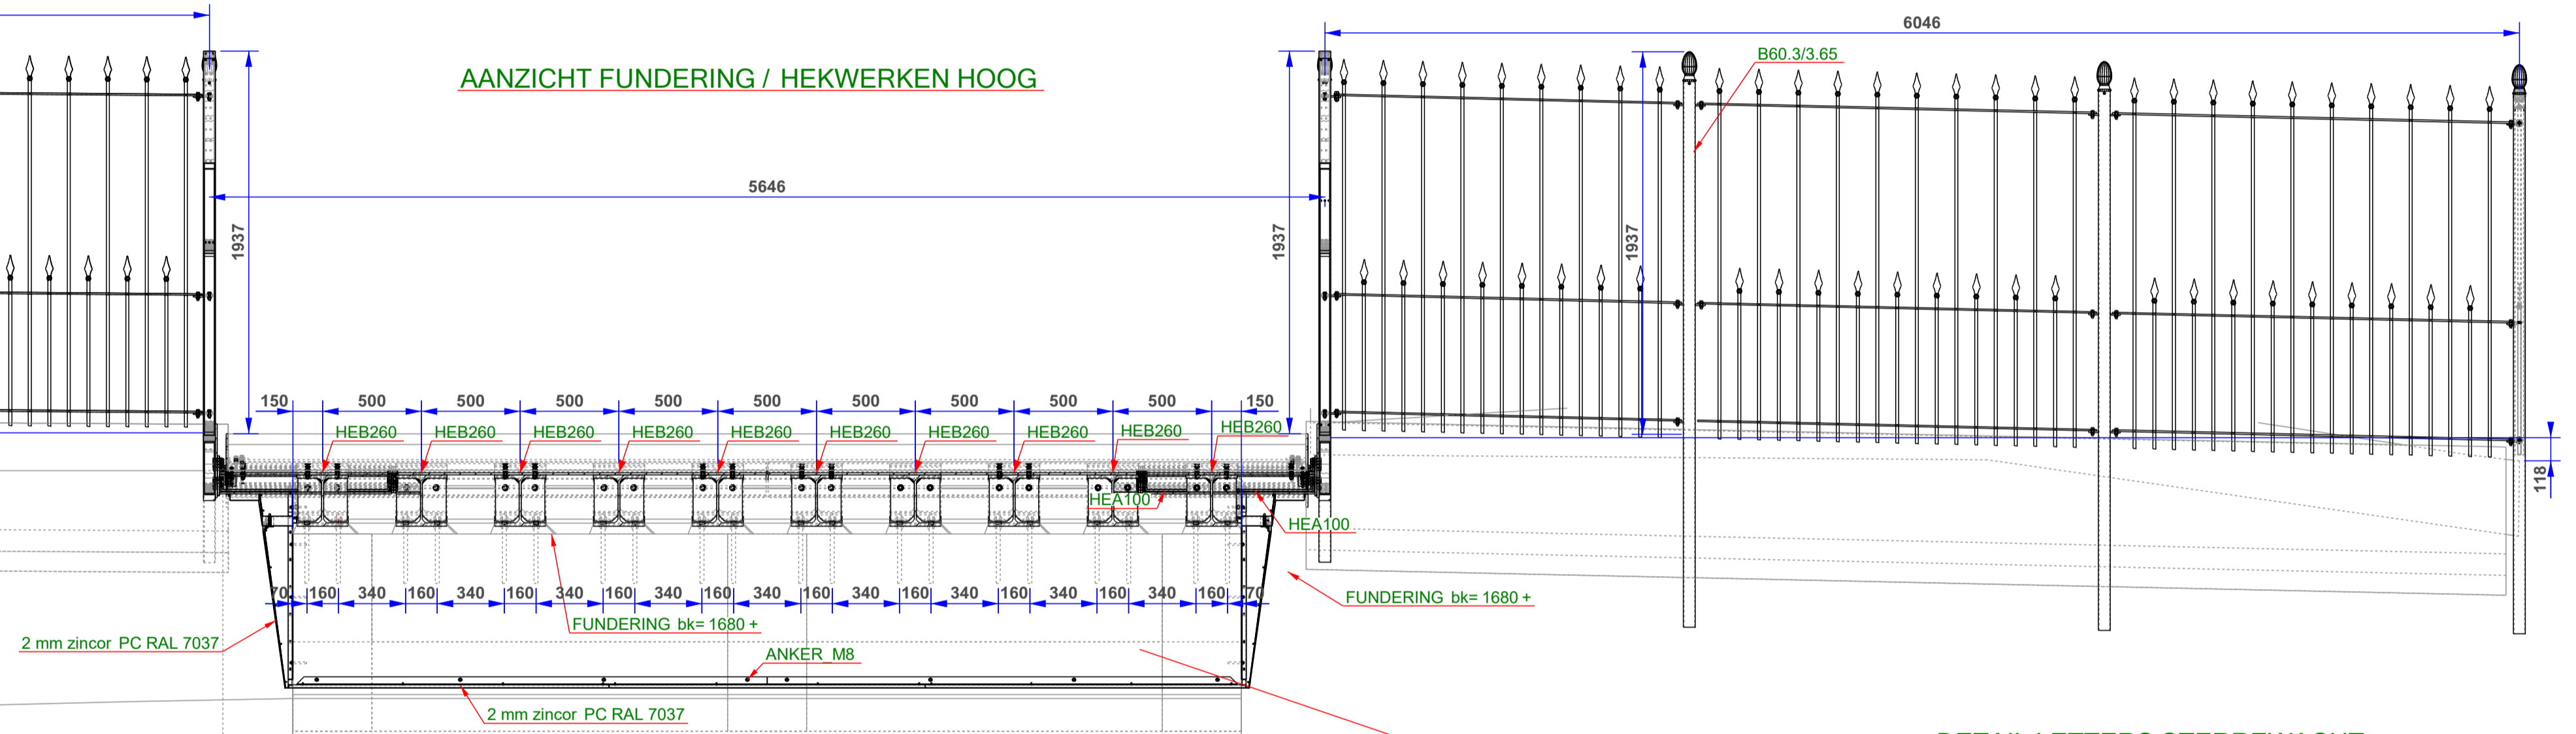 6046
B60.3/3.65
AANZICHT FUNDERING / HEKWERKEN HOOG
5646
1937
1937
1937
150 500 500 500 500 500 500 500 500 500 150
HEB260 HEB260 HEB260 HEB260 HEB260 HEB260 HEB260 HEB260 HEB260 HEB260
118
HEA100
HEA100
70 160 340 160 340 160 340 160 340 160 340 160 340 160 340 160 340 160 340 160 70
FUNDERING bk= 1680 +
FUNDERING bk= 1680 +
2 mm zincor PC RAL 7037
ANKER M8
2 mm zincor PC RAL 7037